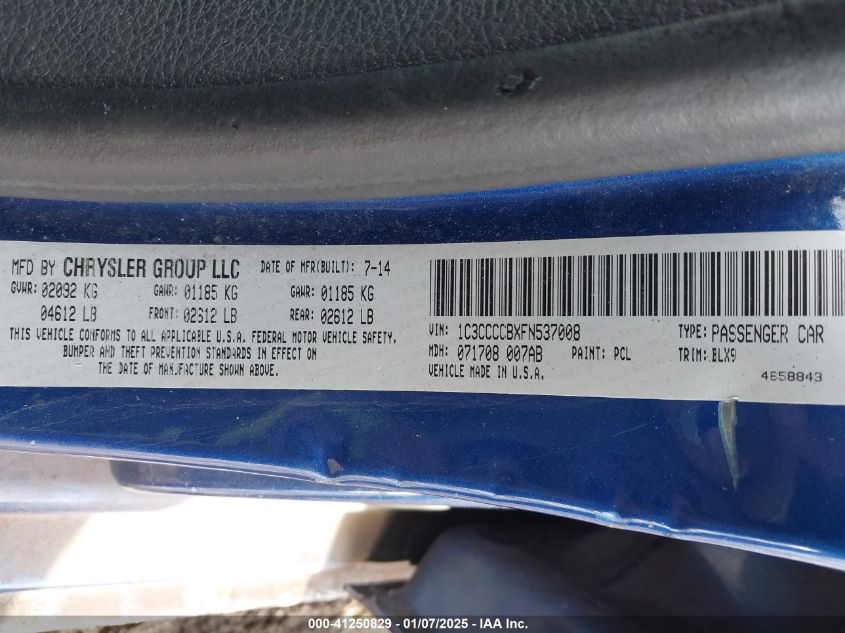 MFD BY CHRYSLER GROUP LLC DATE OF MFR(BUILT): 7-14
GVWR: 02092 KG GAWR: 01185 KG GAWR: 01185 KG
04612 LB FRONT: 02612 LB REAR: 02612 LB
THIS VEHICLE CONFORMS TO ALL APPLICABLE U.S.A. FEDERAL MOTOR VEHICLE SAFETY,
BUMPER AND THEFT PREVENTION STANDARDS IN EFFECT ON
THE DATE OF MANUFACTURE SHOWN ABOVE.
VIN: 1C3CCCCBXFN537008 TYPE: PASSENGER CAR
MDH: 071708 007AB PAINT: PCL TRIM: BLX9
VEHICLE MADE IN U.S.A. 4658843
000-41250829 - 01/07/2025 - © IAA Inc.